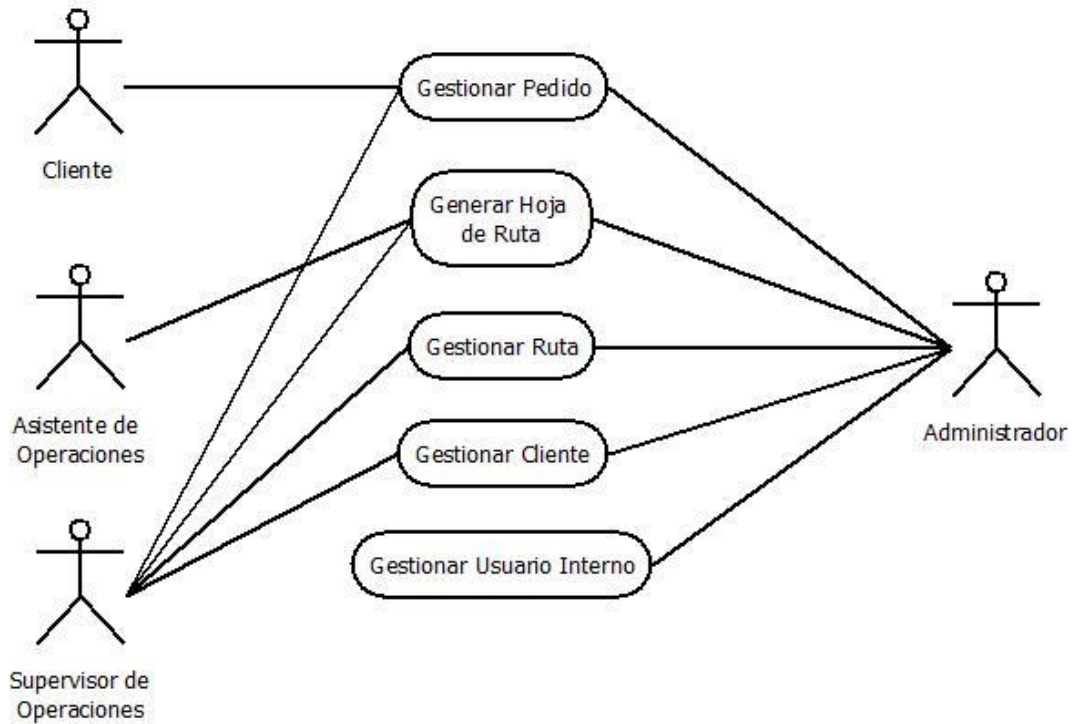 Gestionar Pedido
Cliente
Generar Hoja
de Ruta
Gestionar Ruta
Asistente de
Operaciones
Administrador
Gestionar Cliente
Gestionar Usuario Interno
Supervisor de
Operaciones